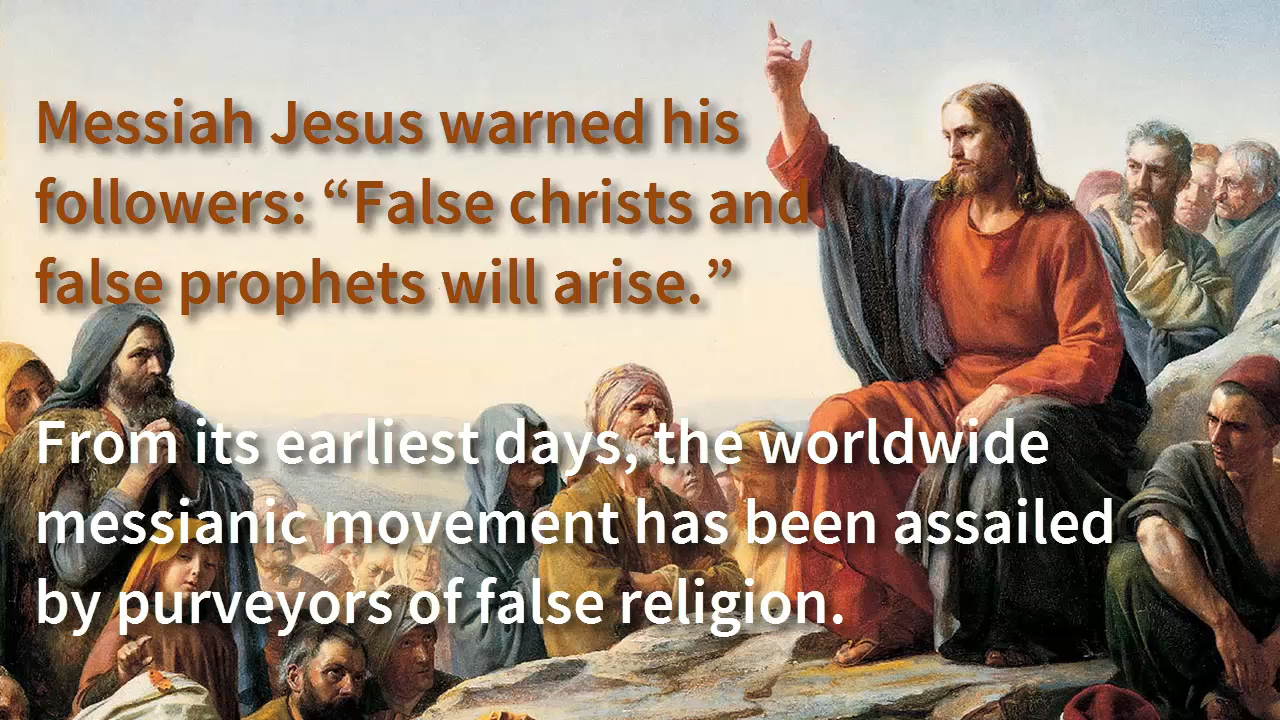 Messiah Jesus warned his
followers: “False christs and
false prophets will arise.”
From its earliest days, the worldwide
messianic movement has been assailed
by purveyors of false religion.